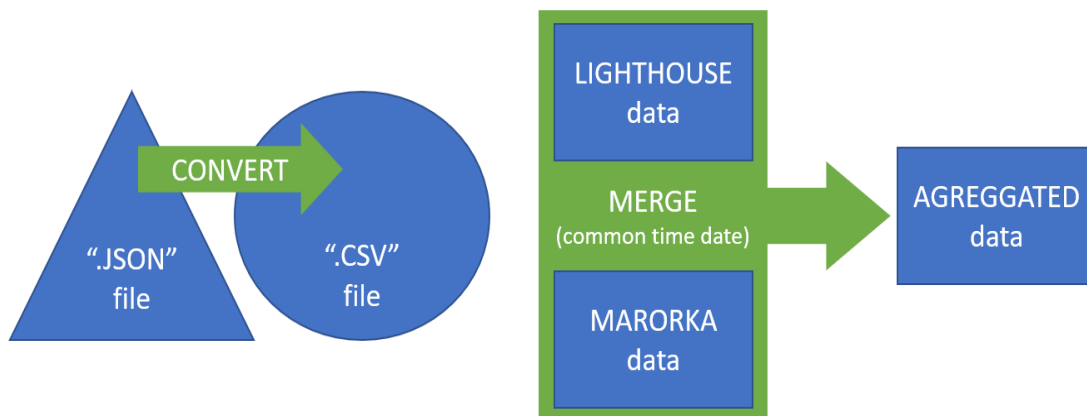 CONVERT
“.JSON”
file
“.CSV”
file
LIGHTHOUSE
data
MERGE
(common time date)
MARORKA
data
AGREGGATED
data